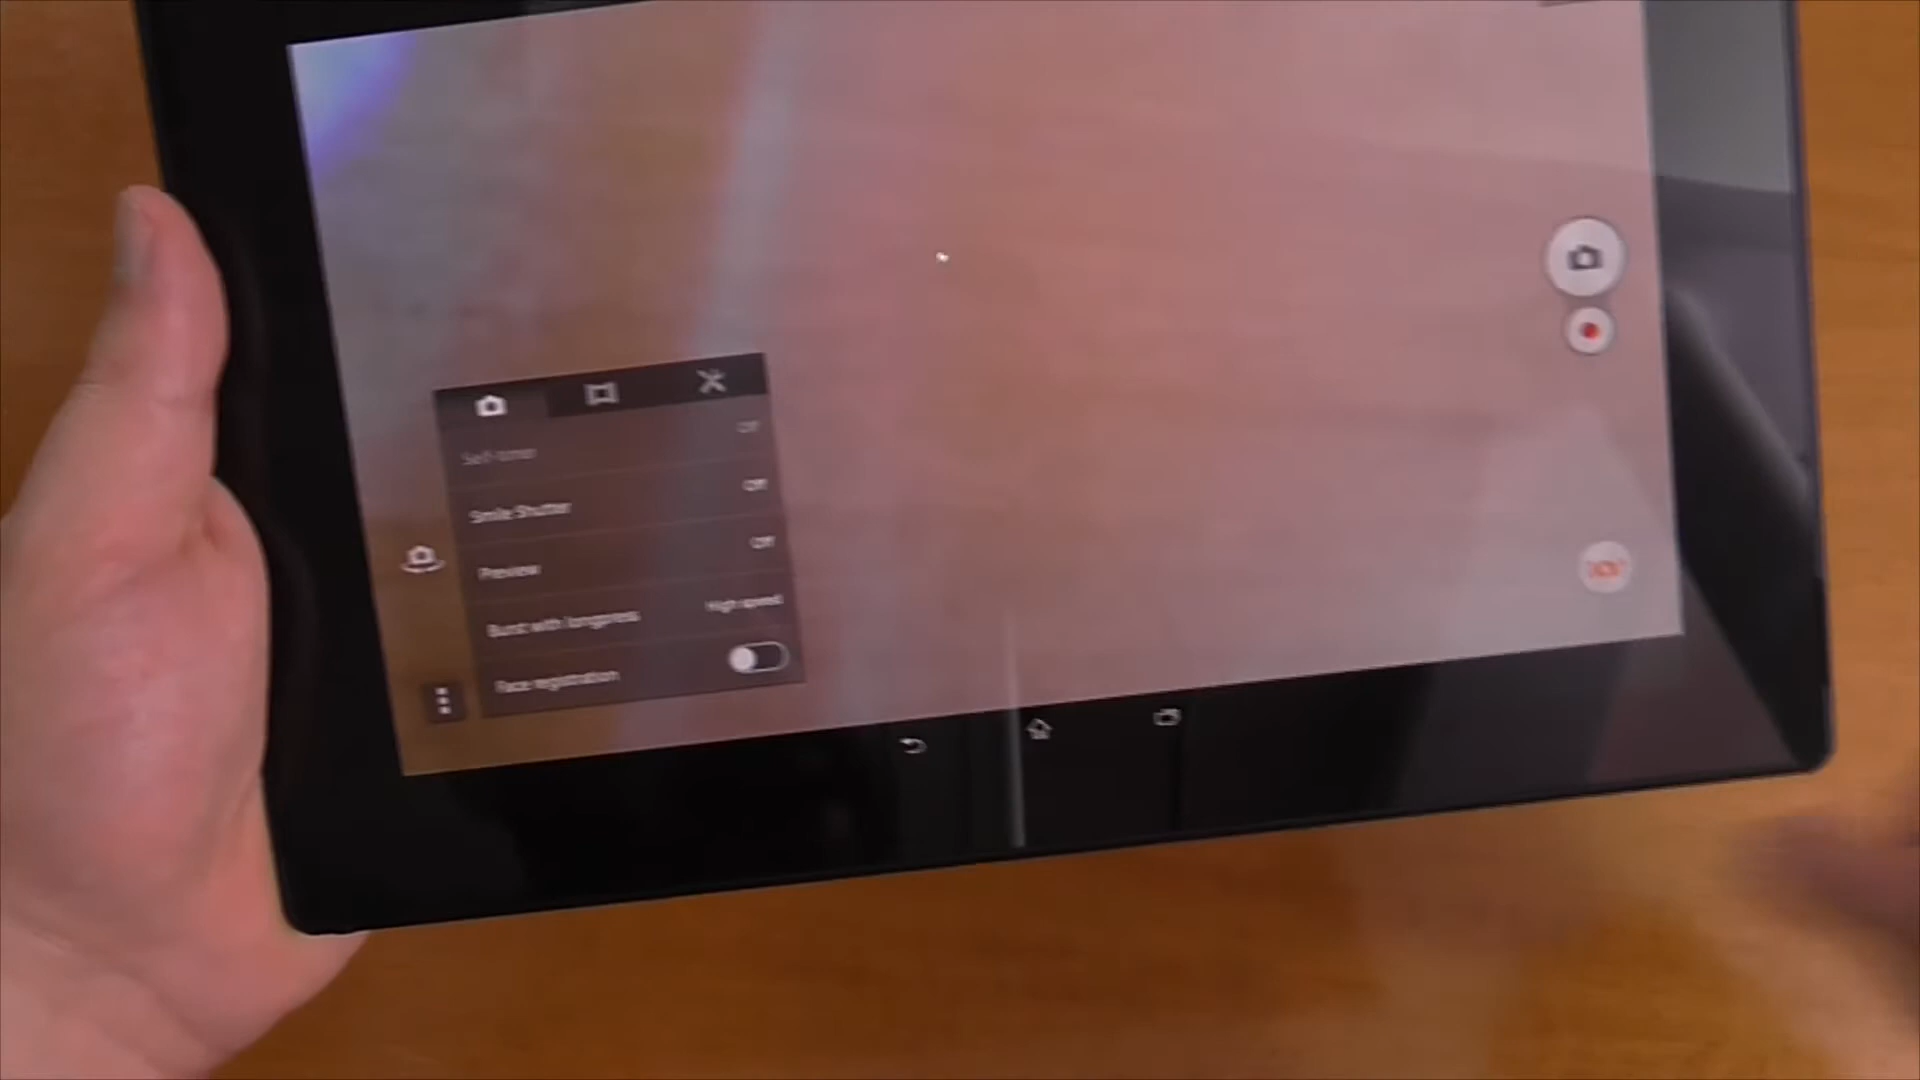 Self-timer Off
Smile Shutter Off
Preview Off
Burst with longpress High speed
Face registration